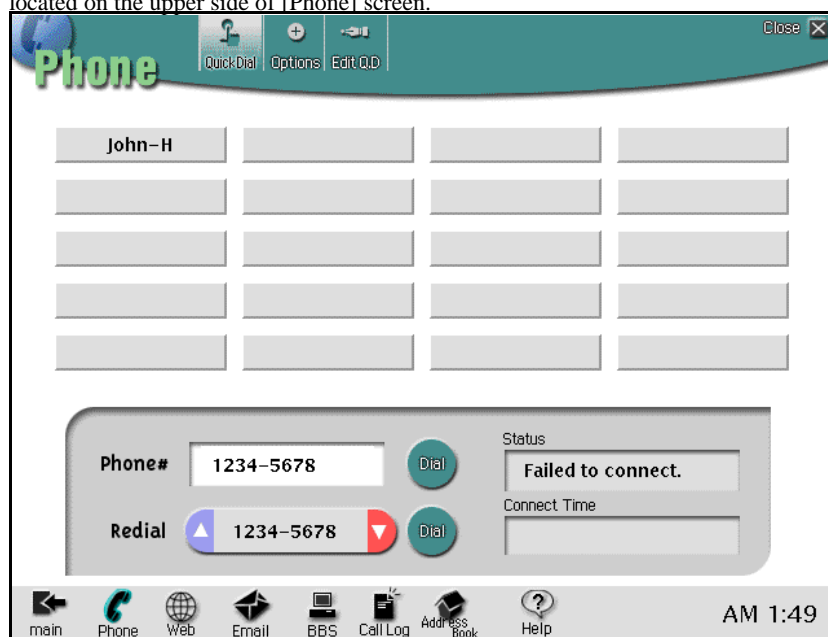 located on the upper side of [Phone] screen.
Close
Phone
QuickDial Options Edit Q.D
John-H
Phone# 1234-5678 Dial
Status
Failed to connect.
Redial 1234-5678 Dial
Connect Time
main Phone Web Email BBS Call Log Address Book Help AM 1:49